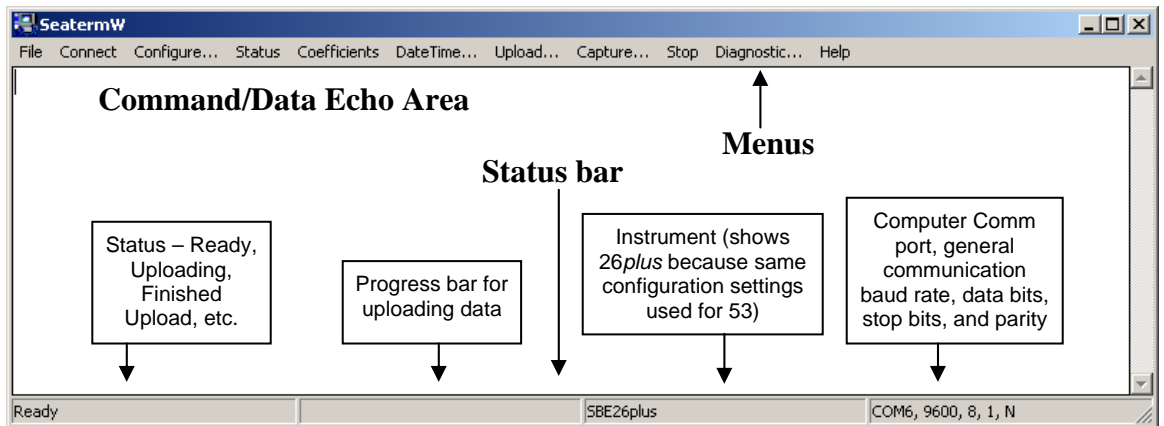 SeatermW
File Connect Configure... Status Coefficients DateTime... Upload... Capture... Stop Diagnostic... Help
Command/Data Echo Area
Menus
Status bar
Status – Ready,
Uploading,
Finished
Upload, etc.
Progress bar for
uploading data
Instrument (shows
26plus because same
configuration settings
used for 53)
Computer Comm
port, general
communication
baud rate, data bits,
stop bits, and parity
Ready
SBE26plus
COM6, 9600, 8, 1, N